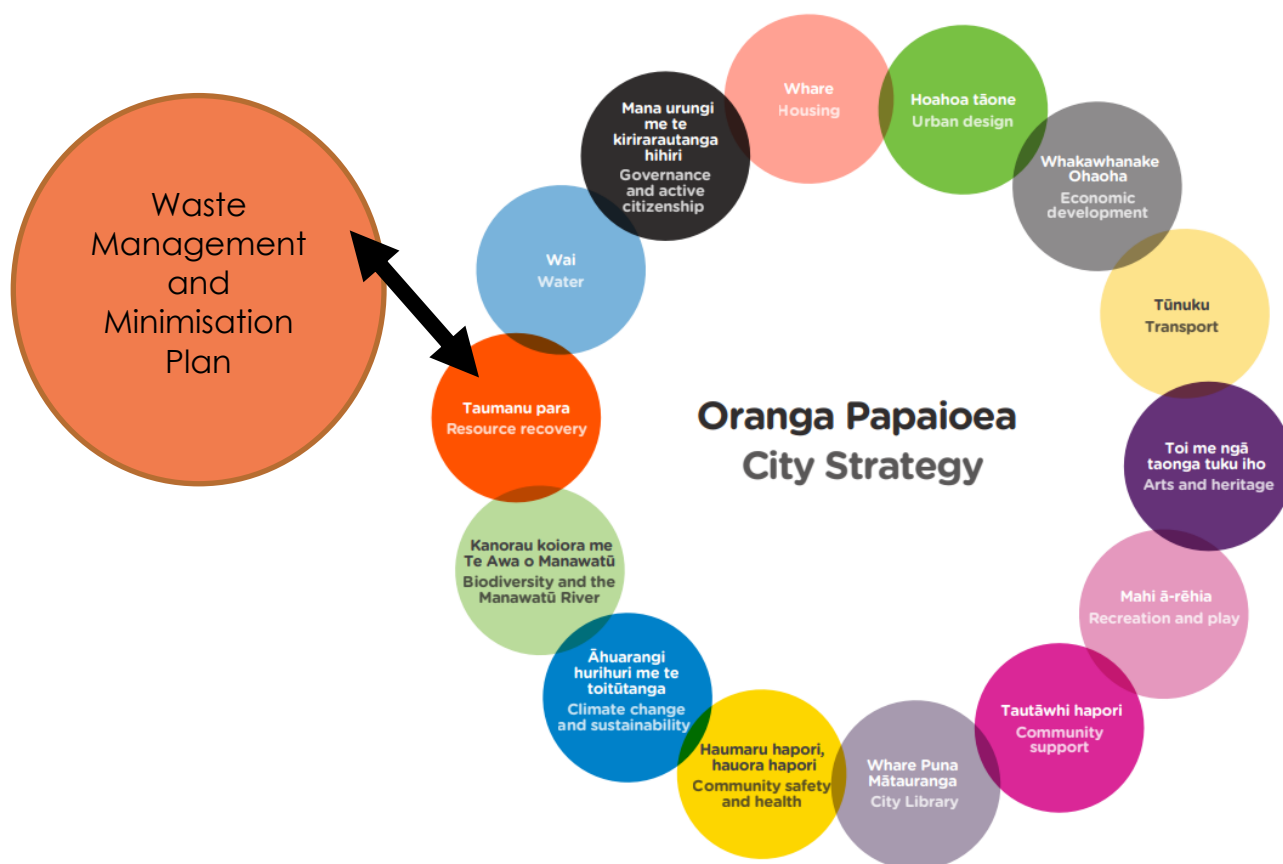 Waste
Management
and
Minimisation
Plan
Mana urungi
me te
kirirarautanga
hihiri
Governance
and active
citizenship
Whare
Housing
Hoahoa tāone
Urban design
Whakawhanake
Ohaoha
Economic
development
Tūnuku
Transport
Toi me ngā
taonga tuku iho
Arts and heritage
Mahi ā-rēhia
Recreation and play
Tautāwhi hapori
Community
support
Whare Puna
Mātauranga
City Library
Haumaru hapori,
hauora hapori
Community safety
and health
Āhuarangi
hurihuri me te
toitūtanga
Climate change
and sustainability
Kanorau koiora me
Te Awa o Manawatū
Biodiversity and the
Manawatū River
Taumanu para
Resource recovery
Wai
Water
Oranga Papaioea
City Strategy